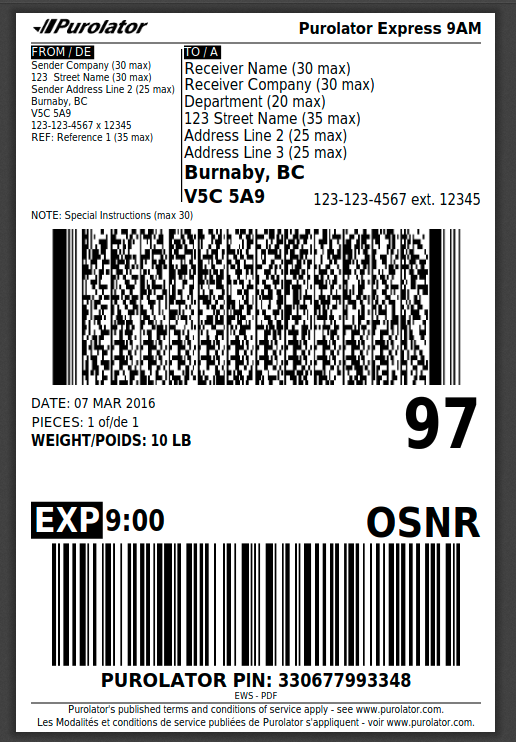 Purolator
Purolator Express 9AM
FROM / DE
Sender Company (30 max)
123 Street Name (30 max)
Sender Address Line 2 (25 max)
Burnaby, BC
V5C 5A9
123-123-4567 x 12345
REF: Reference 1 (35 max)
TO / A
Receiver Name (30 max)
Receiver Company (30 max)
Department (20 max)
123 Street Name (35 max)
Address Line 2 (25 max)
Address Line 3 (25 max)
Burnaby, BC
V5C 5A9 123-123-4567 ext. 12345
NOTE: Special Instructions (max 30)
DATE: 07 MAR 2016
PIECES: 1 of/de 1
WEIGHT/POIDS: 10 LB
97
EXP 9:00
OSNR
PUROLATOR PIN: 330677993348
EWS - PDF
Purolator's published terms and conditions of service apply - see www.purolator.com.
Les Modalités et conditions de service publiées de Purolator s'appliquent - voir www.purolator.com.